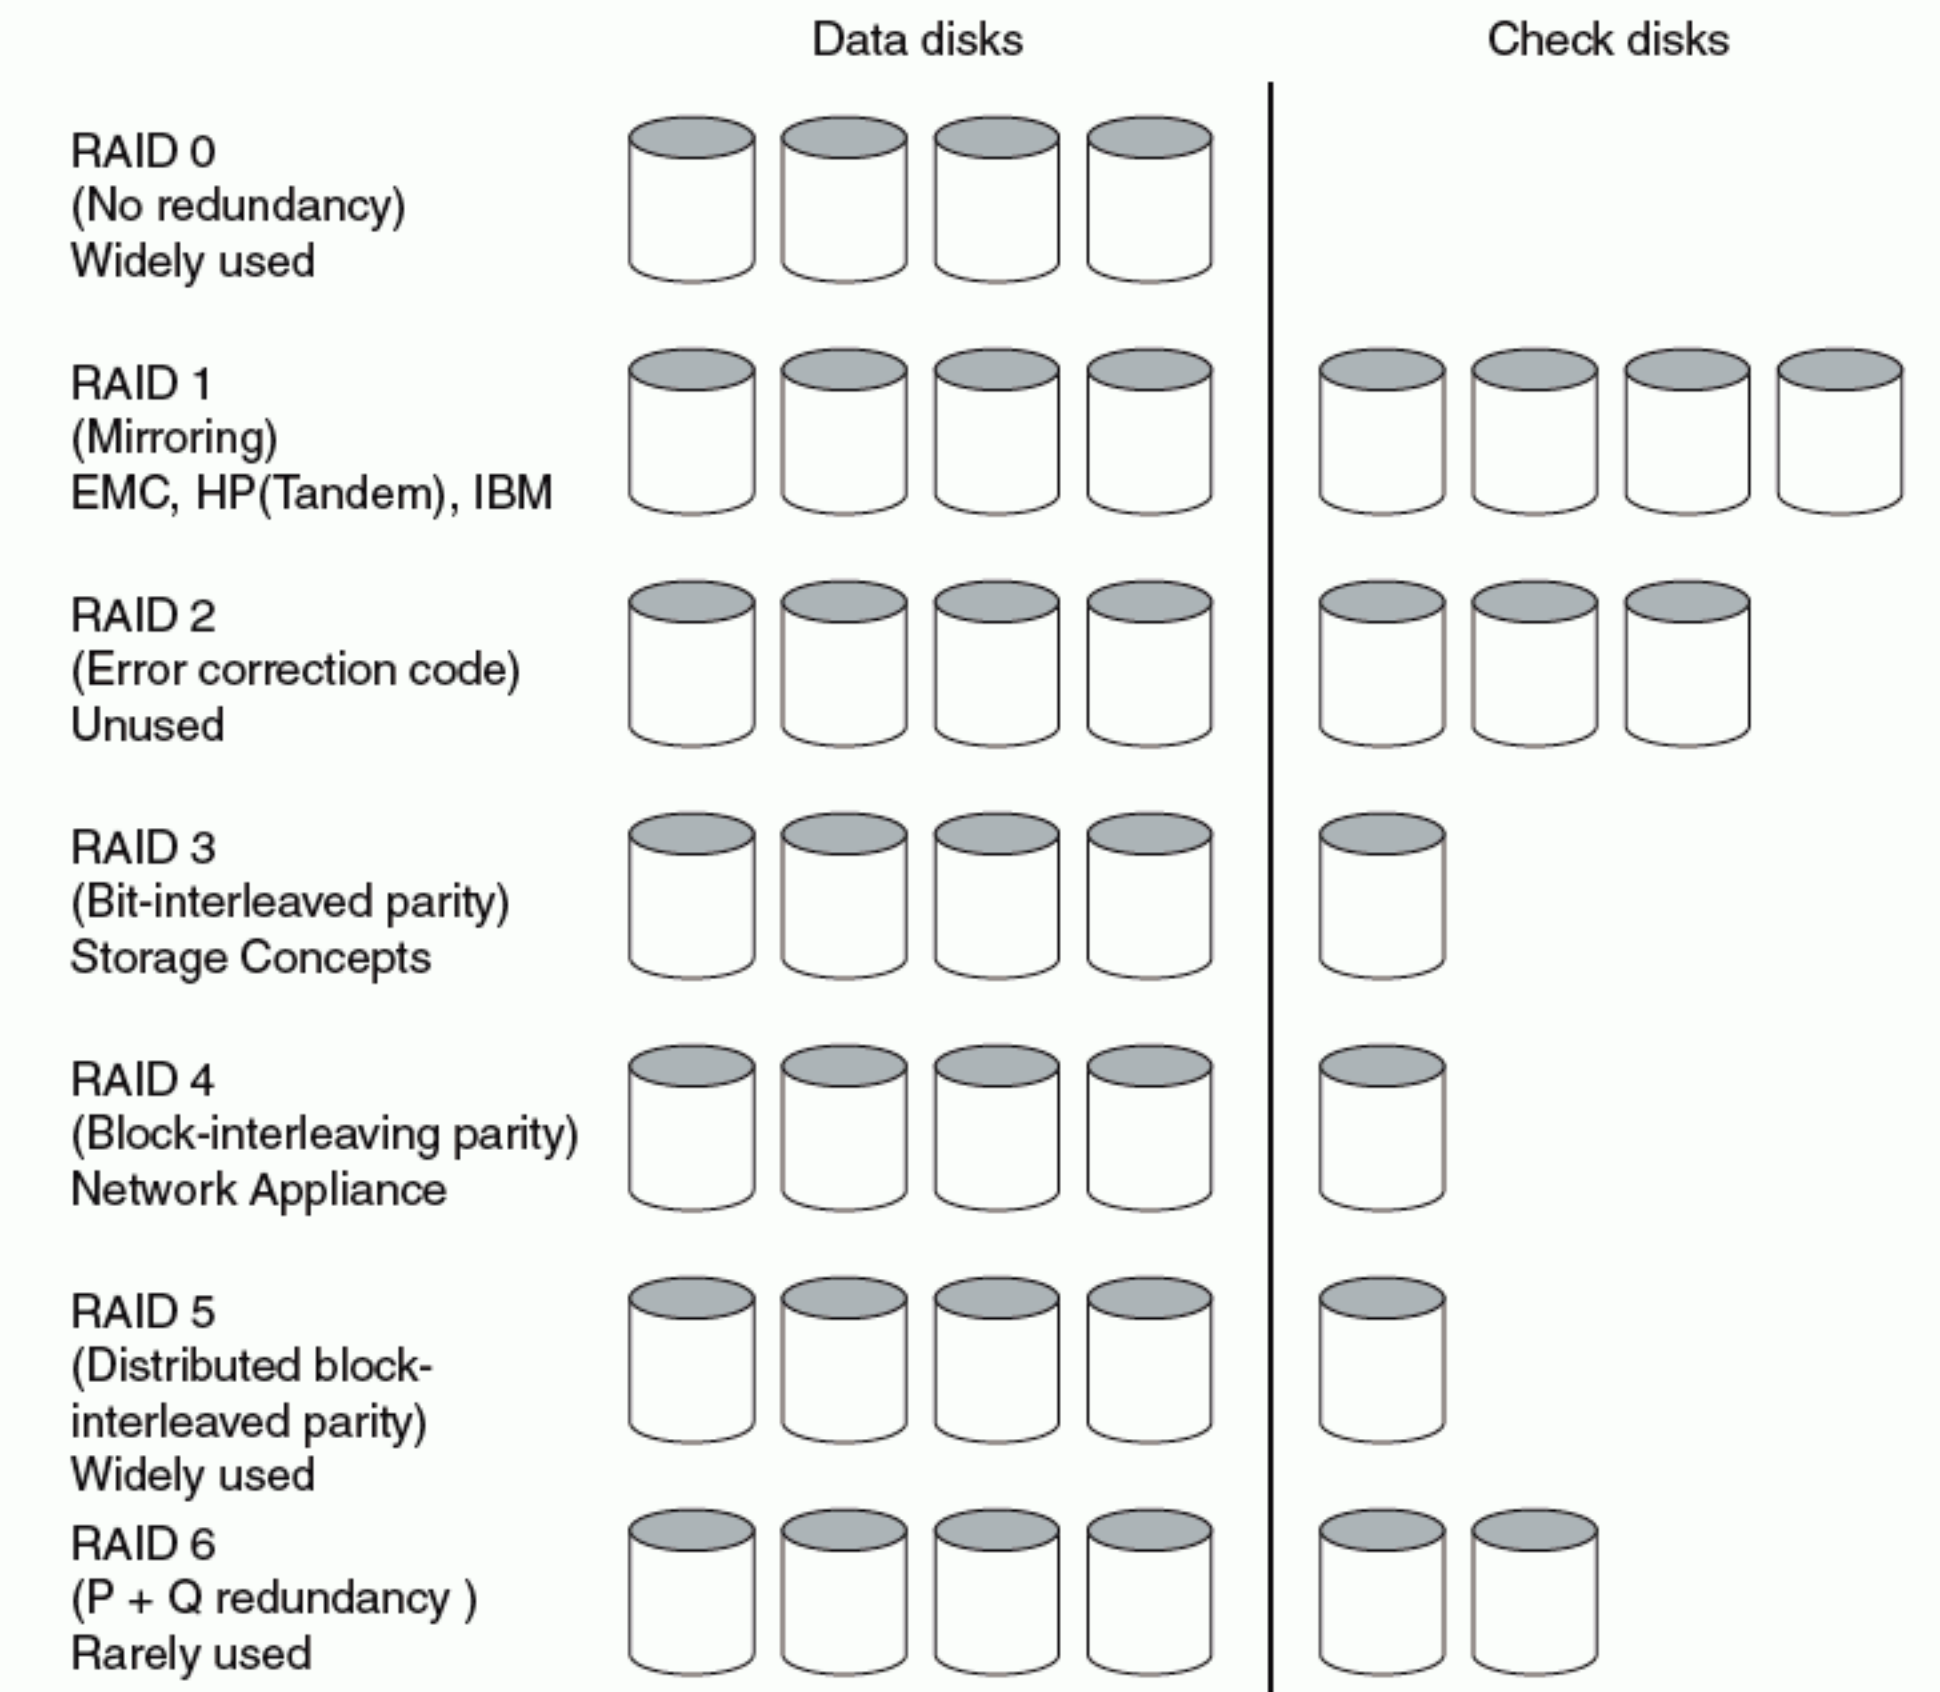 Data disks
Check disks
RAID 0
(No redundancy)
Widely used
RAID 1
(Mirroring)
EMC, HP(Tandem), IBM
RAID 2
(Error correction code)
Unused
RAID 3
(Bit-interleaved parity)
Storage Concepts
RAID 4
(Block-interleaving parity)
Network Appliance
RAID 5
(Distributed block-
interleaved parity)
Widely used
RAID 6
(P + Q redundancy )
Rarely used